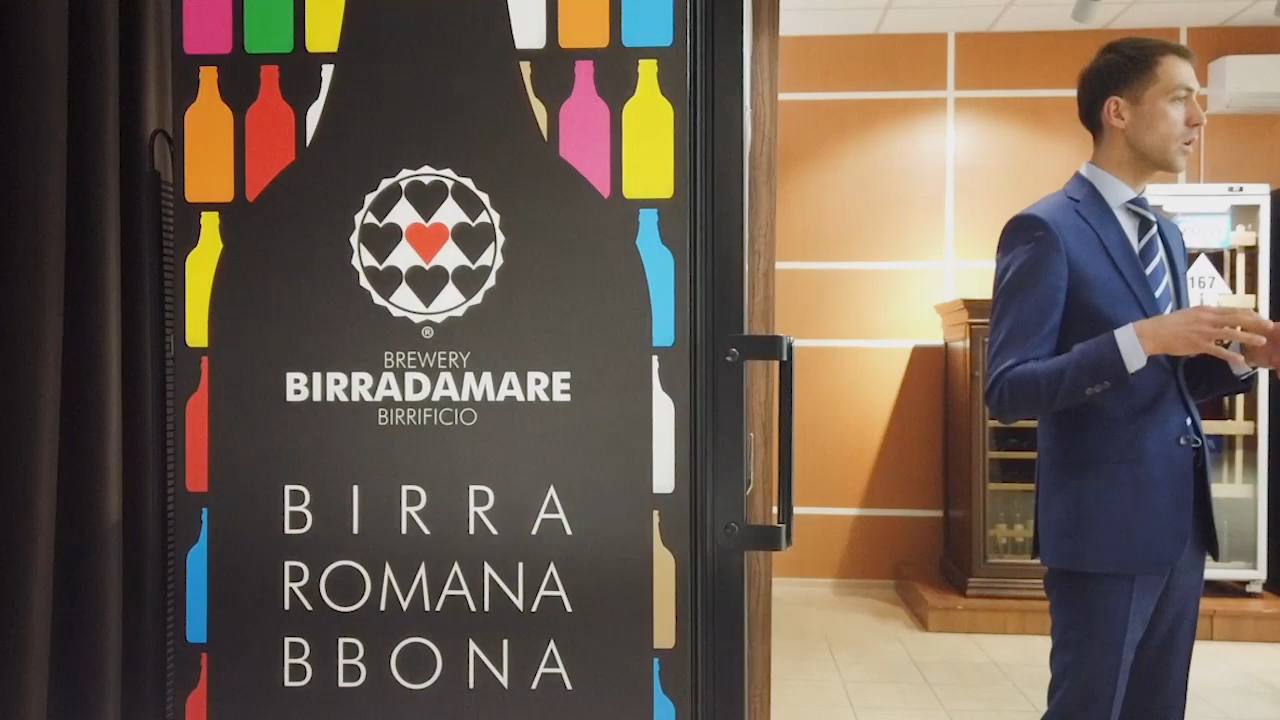 ®
BREWERY
BIRRADAMARE
BIRRIFICIO
BIRRA
ROMANA
BBONA
167